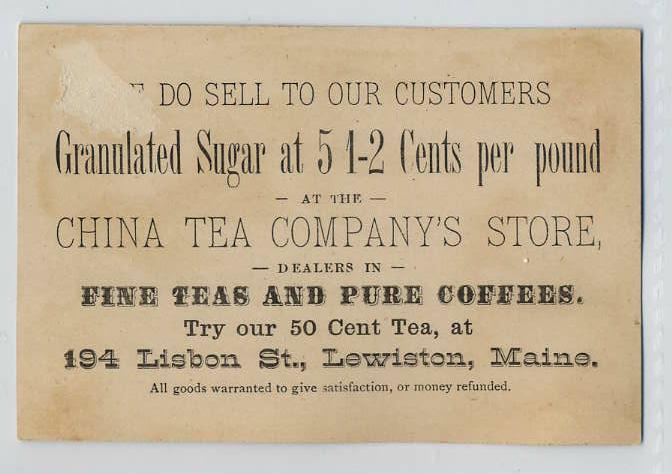 DO SELL TO OUR CUSTOMERS
Granulated Sugar at 5 1-2 Cents per pound
— AT THE —
CHINA TEA COMPANY'S STORE,
— DEALERS IN —
FINE TEAS AND PURE COFFEES.
Try our 50 Cent Tea, at
194 Lisbon St., Lewiston, Maine.
All goods warranted to give satisfaction, or money refunded.